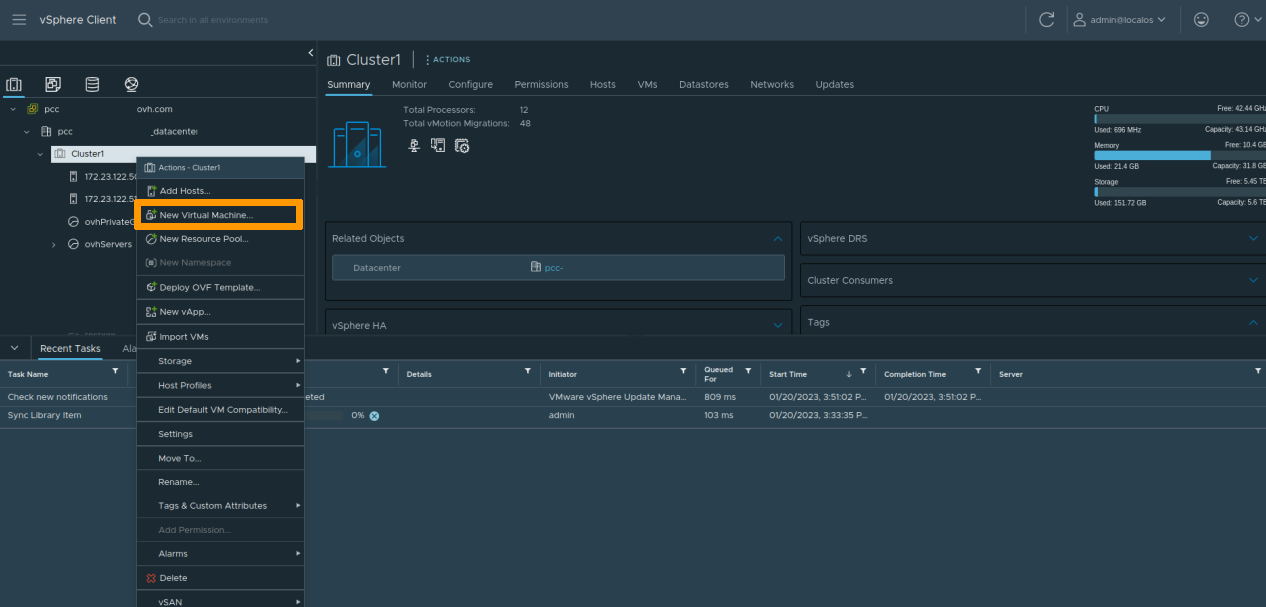 vSphere Client
Search in all environments
admin@localos
Cluster1
ACTIONS
Summary Monitor Configure Permissions Hosts VMs Datastores Networks Updates
pcc ovh.com
pcc _datacenter
Cluster1
172.23.122.5
172.23.122.5
ovhPrivate
ovhServers
Actions - Cluster1
Add Hosts...
New Virtual Machine...
New Resource Pool...
New Namespace
Deploy OVF Template...
New vApp...
Import VMs
Storage
Host Profiles
Edit Default VM Compatibility...
Settings
Move To...
Rename...
Tags & Custom Attributes
Add Permission...
Alarms
Delete
vSAN
Total Processors: 12
Total vMotion Migrations: 48
CPU Free: 42.44 GHz
Used: 696 MHz Capacity: 43.14 GHz
Memory Free: 10.4 GB
Used: 21.4 GB Capacity: 31.8 GB
Storage Free: 5.45 TB
Used: 151.72 GB Capacity: 5.6 TB
Related Objects
Datacenter pcc-
vSphere HA
vSphere DRS
Cluster Consumers
Tags
Recent Tasks Ala
Task Name Details Initiator Queued For Start Time Completion Time Server
Check new notifications eted VMware vSphere Update Mana... 809 ms 01/20/2023, 3:51:02 P... 01/20/2023, 3:51:02 P...
Sync Library Item 0% admin 103 ms 01/20/2023, 3:33:35 P...